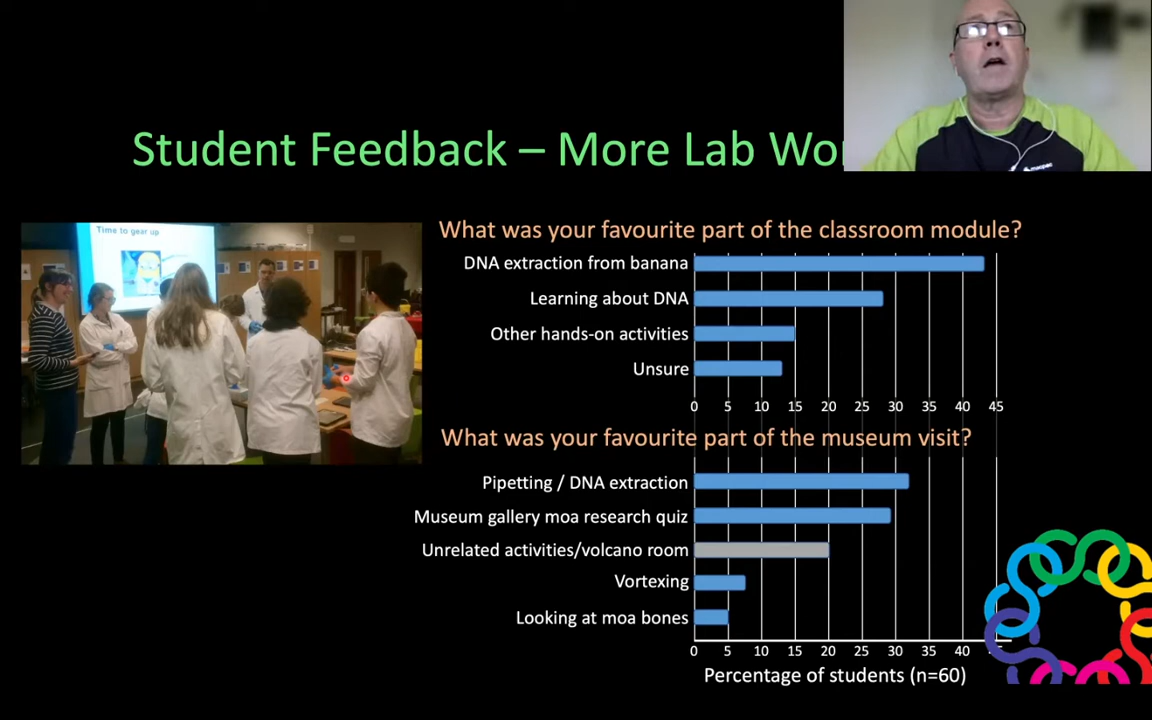 Student Feedback – More Lab Wor
macpac
Time to gear up
What was your favourite part of the classroom module?
DNA extraction from banana
Learning about DNA
Other hands-on activities
Unsure
0 5 10 15 20 25 30 35 40 45
What was your favourite part of the museum visit?
Pipetting / DNA extraction
Museum gallery moa research quiz
Unrelated activities/volcano room
Vortexing
Looking at moa bones
0 5 10 15 20 25 30 35 40
Percentage of students (n=60)